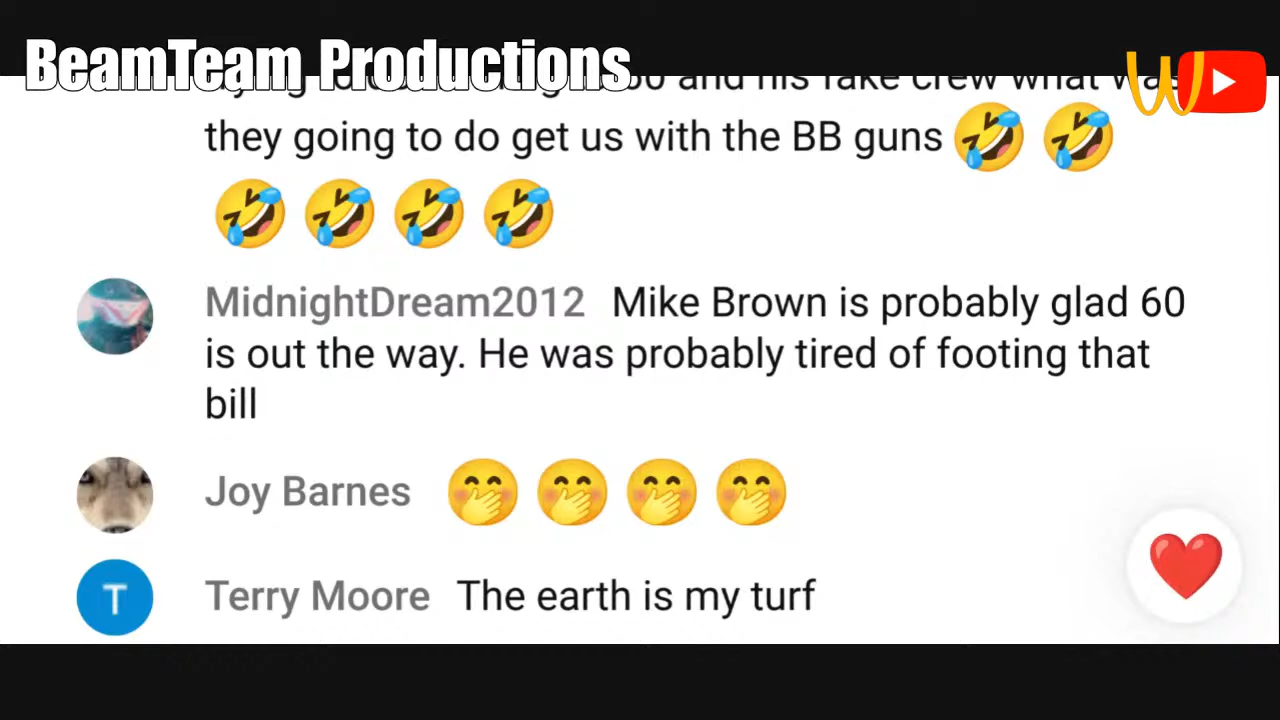 BeamTeam Productions
60 and his fake crew what was
they going to do get us with the BB guns 🤣 🤣
🤣 🤣 🤣 🤣
MidnightDream2012 Mike Brown is probably glad 60
is out the way. He was probably tired of footing that
bill
Joy Barnes 🤭 🤭 🤭 🤭
T Terry Moore The earth is my turf